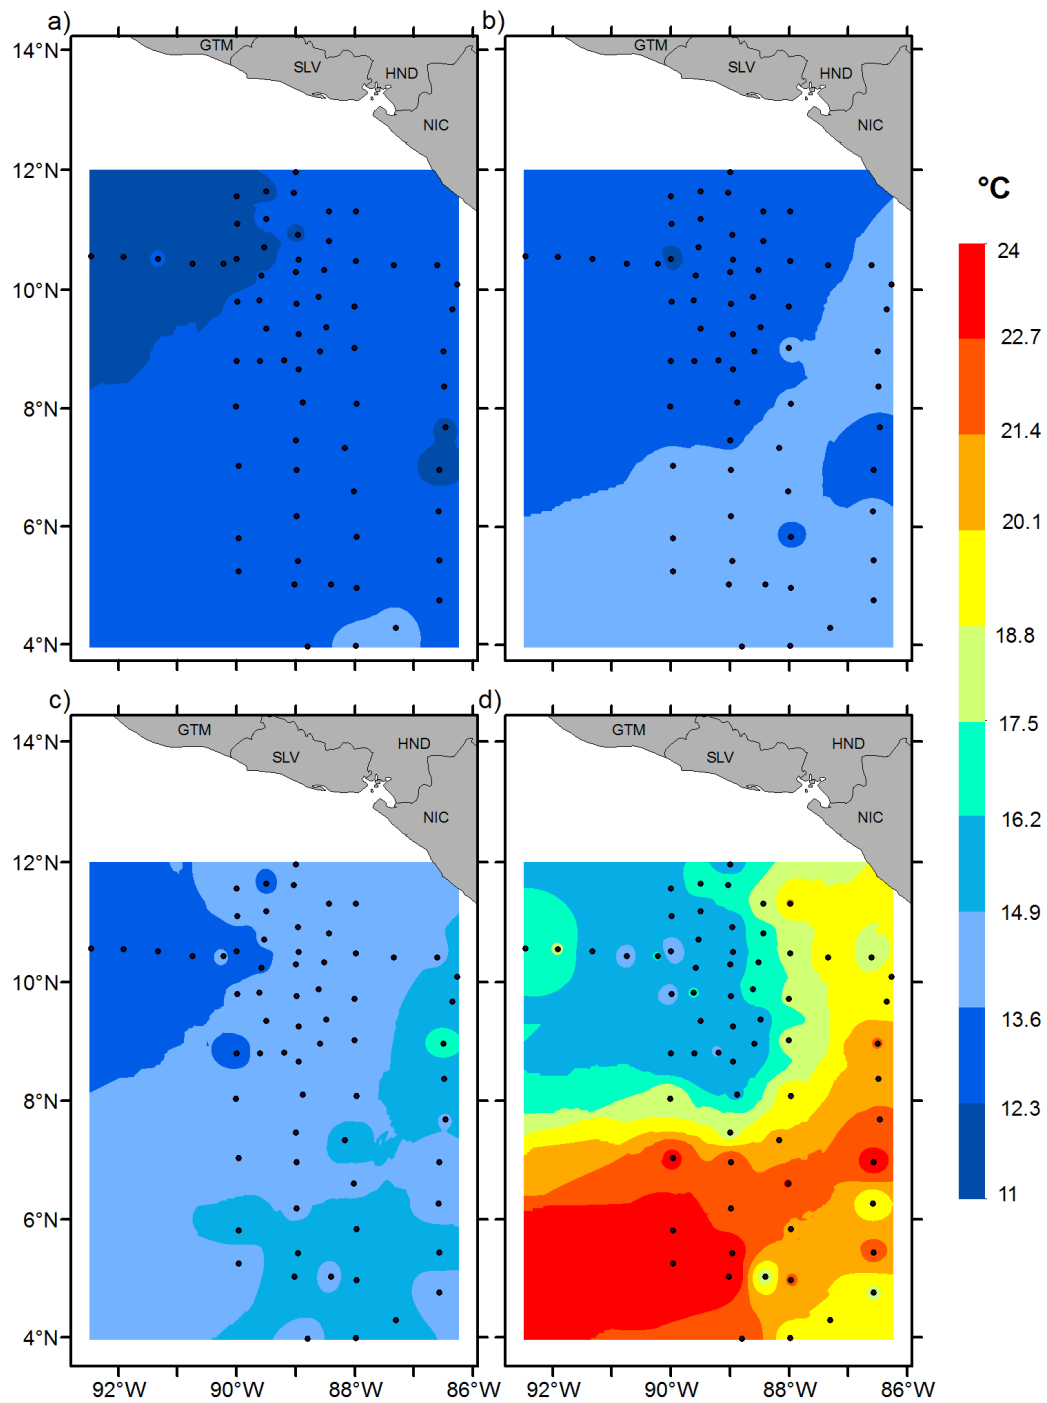 a)
b)
14°N
12°N
10°N
8°N
6°N
4°N
GTM
SLV
HND
NIC
GTM
SLV
HND
NIC
°C
24
22.7
21.4
20.1
18.8
17.5
16.2
14.9
13.6
12.3
11
c)
d)
14°N
12°N
10°N
8°N
6°N
4°N
GTM
SLV
HND
NIC
GTM
SLV
HND
NIC
92°W
90°W
88°W
86°W
92°W
90°W
88°W
86°W